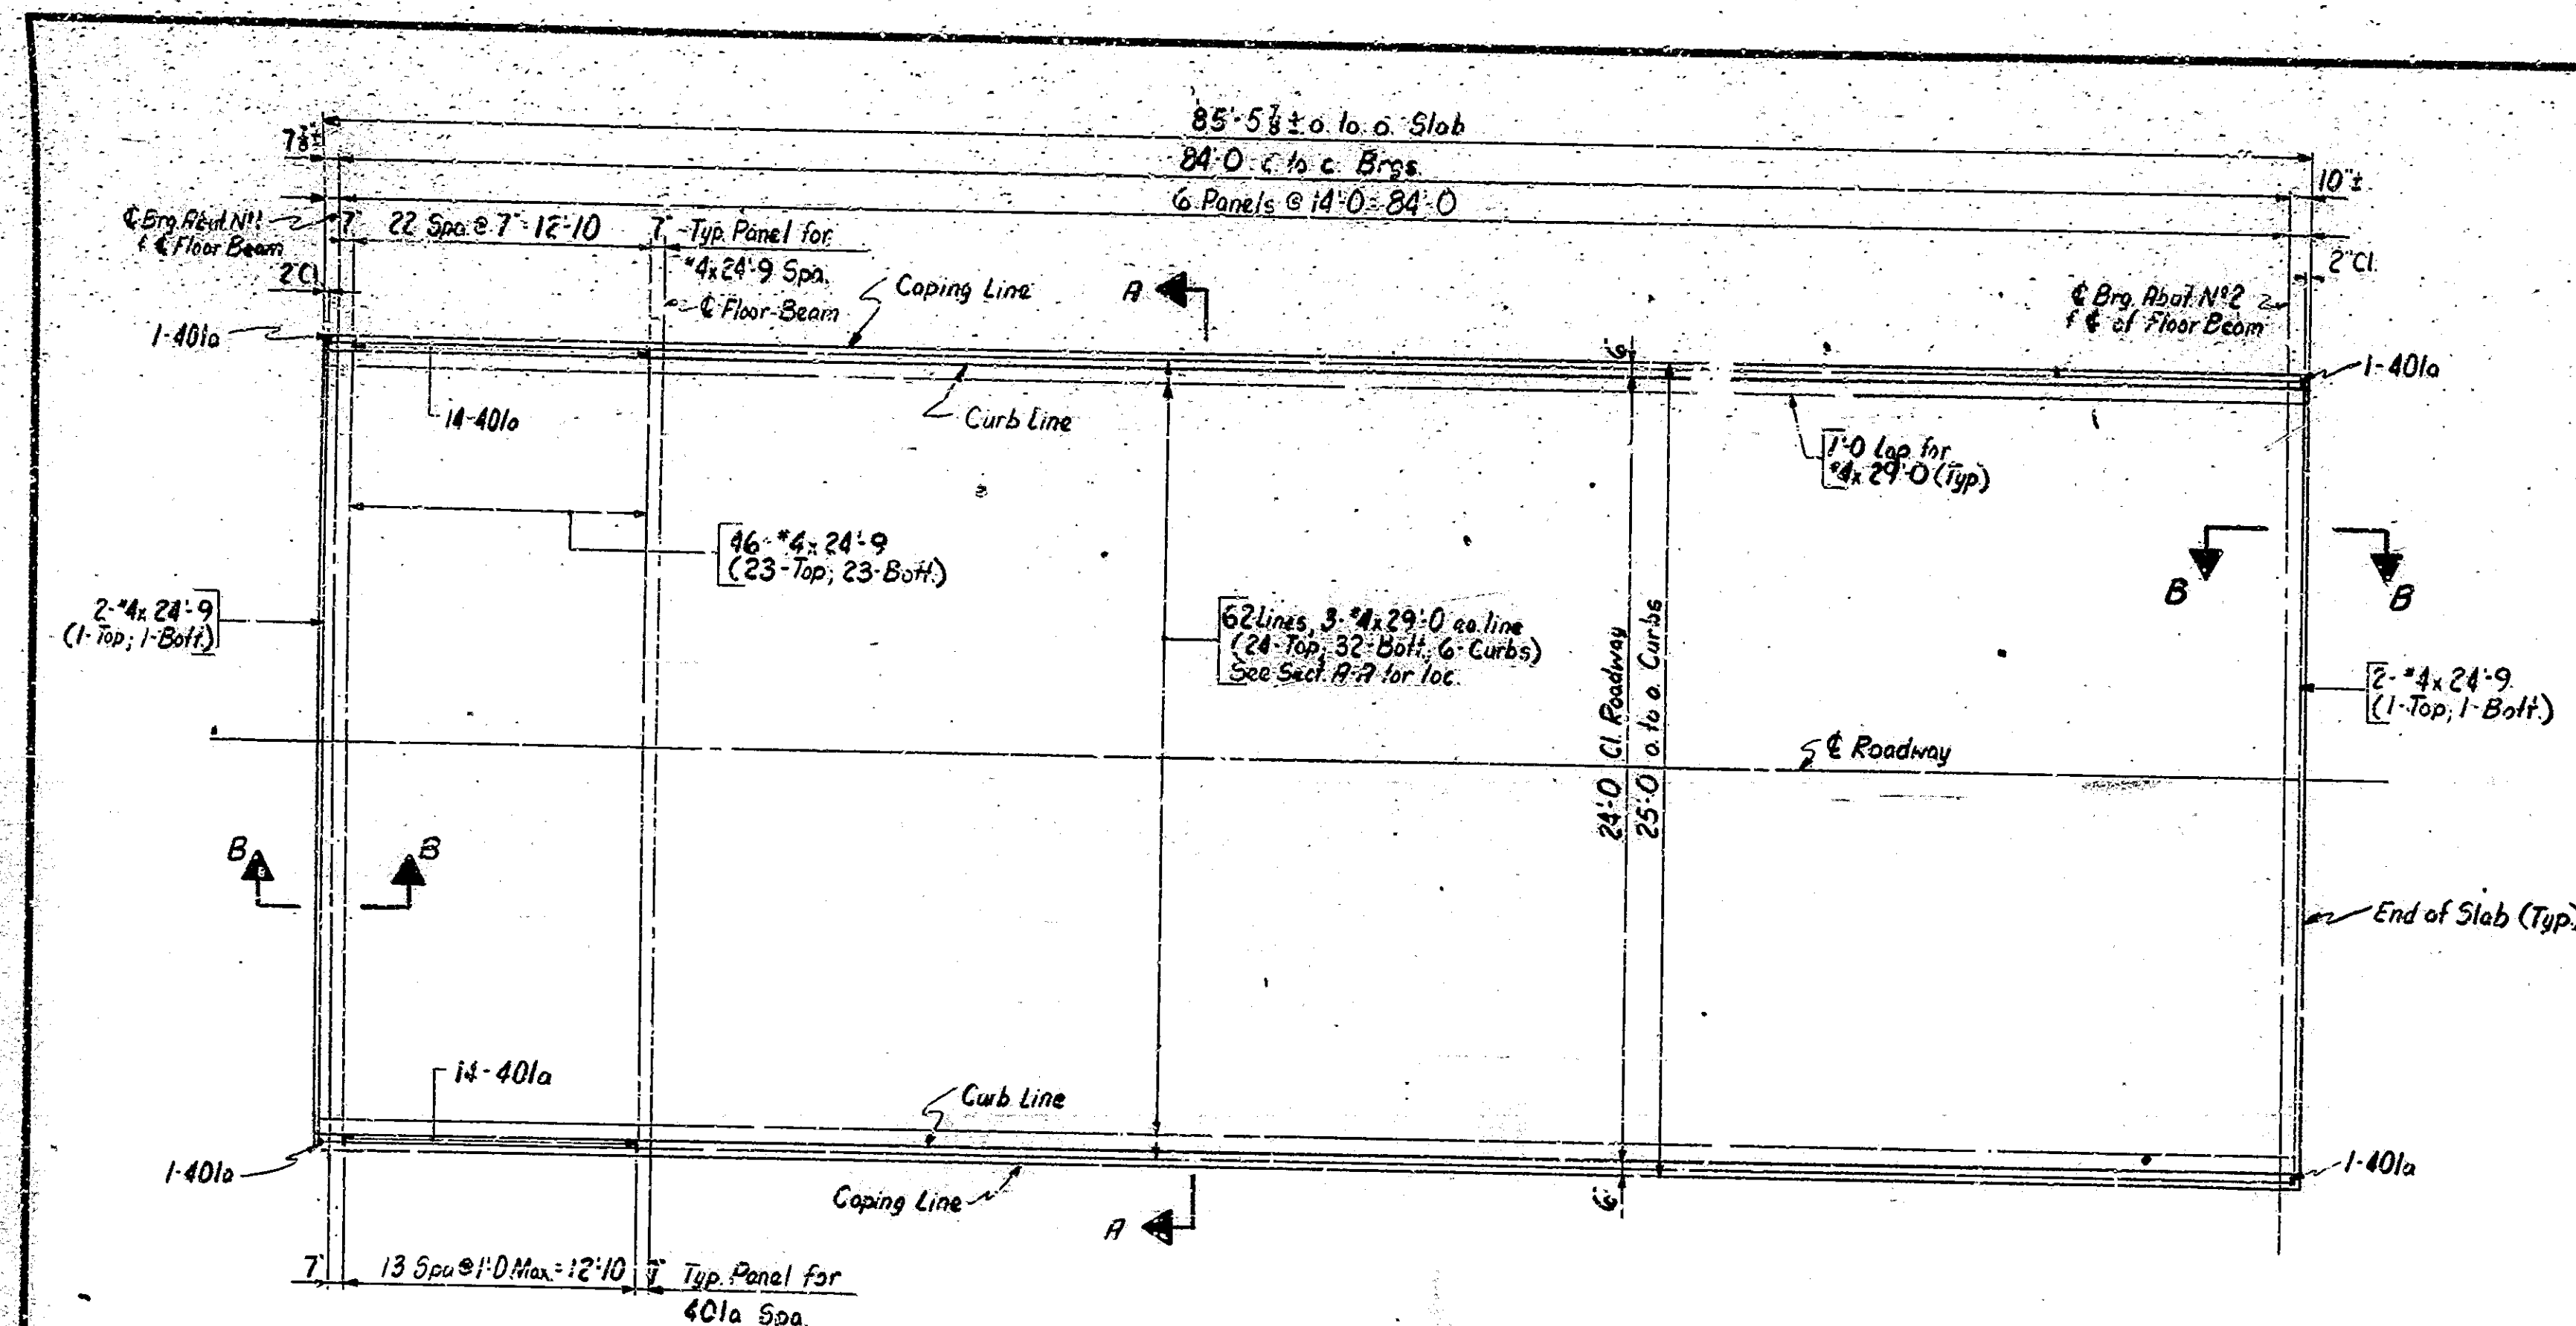 85'-5⅞ ± o. to. o. Slab
7⅞"±
84'-0 c. to c. Brgs.
10"±
6 Panels @ 14'-0 = 84'-0
℄ Brg. Abut. Nº1
& ℄ Floor Beam
7"
22 Spa. @ 7" = 12'-10
7"
Typ. Panel for
#4x24'-9 Spa.
℄ Floor-Beam
2" Cl.
2" Cl.
Coping Line
A
℄ Brg. Abut. Nº2
& ℄ of Floor Beam
1-401a
6"
1-401a
14-401a
Curb Line
1'-0 Lap for
#4x29'-0 (Typ.)
46-#4x24'-9
(23-Top; 23-Bott.)
B
B
2-#4x24'-9
(1-Top; 1-Bott.)
62 Lines, 3-#4x29'-0 ea. line
(24-Top, 32-Bott., 6-Curbs)
See Sect. A-A for loc.
24'-0 Cl. Roadway
25'-0 o. to o. Curbs
2-#4x24'-9
(1-Top; 1-Bott.)
℄ Roadway
B
B
End of Slab (Typ.)
14-401a
Curb Line
1-401a
Coping Line
A
6"
1-401a
7"
13 Spa @ 1'-0 Max. = 12'-10
7"
Typ. Panel for
401a Spa.